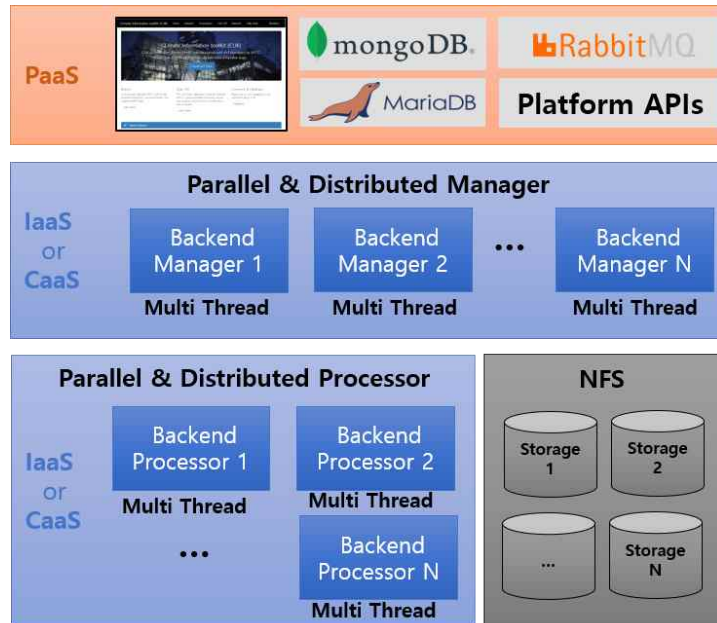 PaaS
mongoDB®
RabbitMQ
MariaDB
Platform APIs
Parallel & Distributed Manager
IaaS
or
CaaS
Backend
Manager 1
Multi Thread
Backend
Manager 2
Multi Thread
...
Backend
Manager N
Multi Thread
Parallel & Distributed Processor
IaaS
or
CaaS
Backend
Processor 1
Multi Thread
Backend
Processor 2
Multi Thread
...
Backend
Processor N
Multi Thread
NFS
Storage
1
Storage
2
...
Storage
N